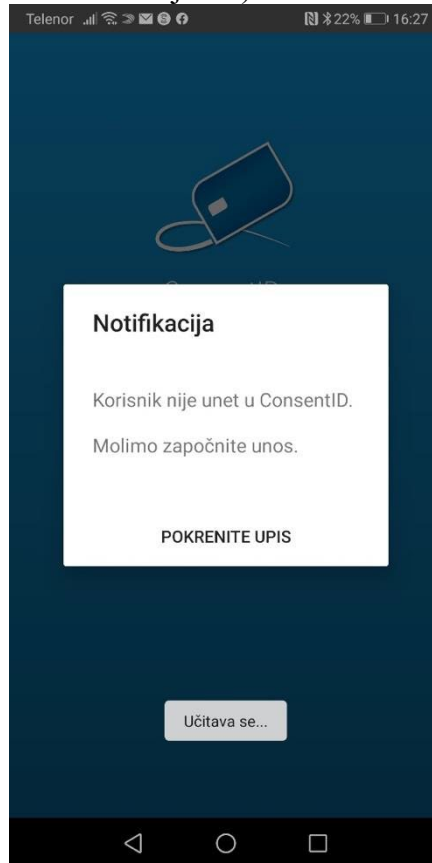 Telenor 22% 16:27
Notifikacija
Korisnik nije unet u ConsentID.
Molimo započnite unos.
POKRENITE UPIS
Učitava se...